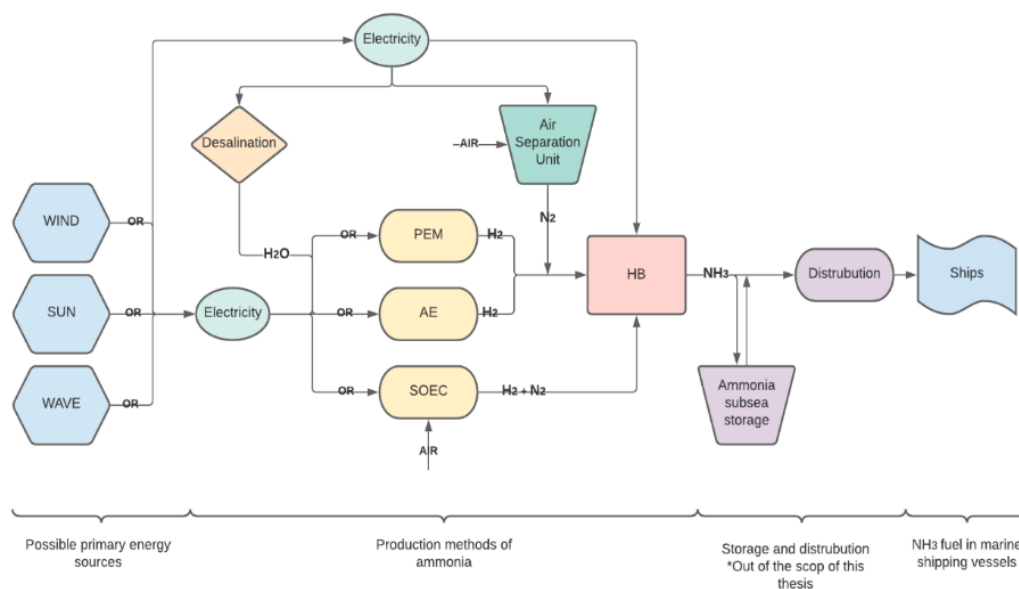 Electricity
Desalination
Air
Separation
Unit
–AIR–
WIND
OR
N2
PEM
H2
OR
H2O
HB
NH3
Distrubution
Ships
SUN
OR
Electricity
OR
AE
H2
WAVE
OR
OR
SOEC
H2 + N2
Ammonia
subsea
storage
AIR
Possible primary energy
sources
Production methods of
ammonia
Storage and distrubution
*Out of the scop of this
thesis
NH3 fuel in marine
shipping vessels